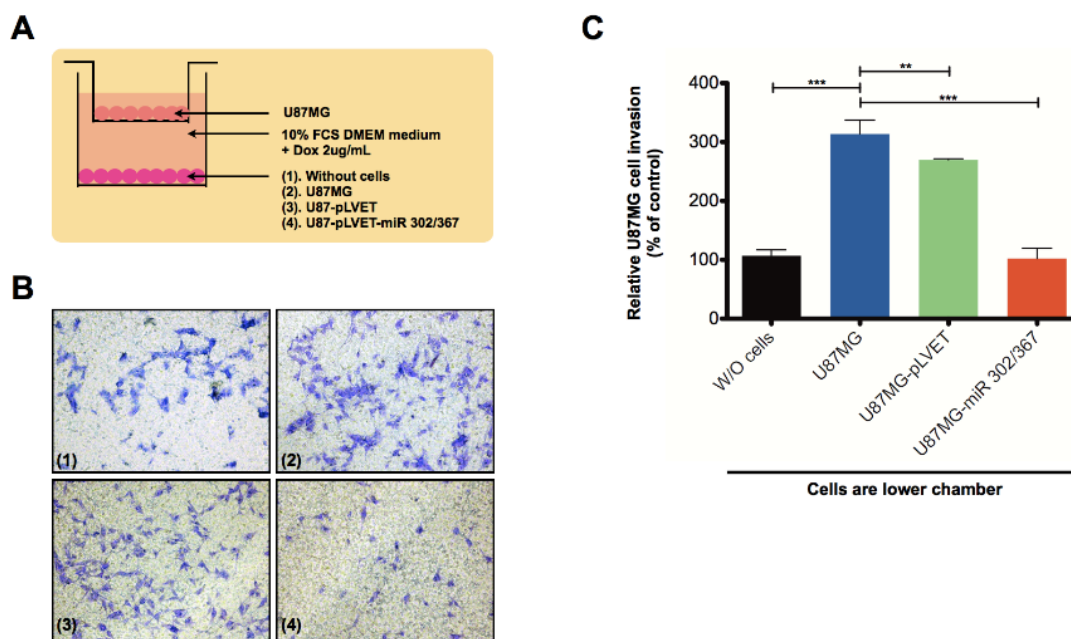 A
U87MG
10% FCS DMEM medium
+ Dox 2ug/mL
(1). Without cells
(2). U87MG
(3). U87-pLVET
(4). U87-pLVET-miR 302/367
B
(1)
(2)
(3)
(4)
C
Relative U87MG cell invasion
(% of control)
400
300
200
100
0
***
**
***
W/O cells
U87MG
U87MG-pLVET
U87MG-miR 302/367
Cells are lower chamber